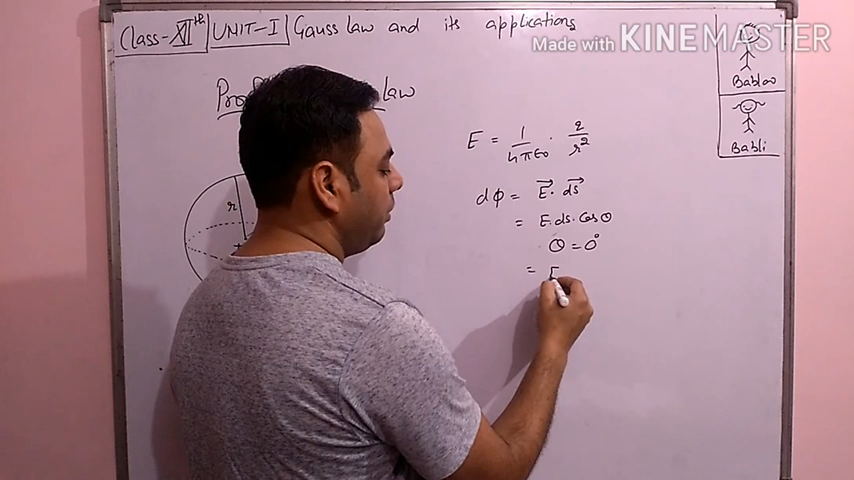 Class-XIIth UNIT-I Gauss law and its applications
Made with KINEMASTER
Babloo
Babli
law
r
E = 1/4πε0 · q/r²
dφ = E⃗ · ds⃗
= E·ds·Cosθ
θ = 0°
=